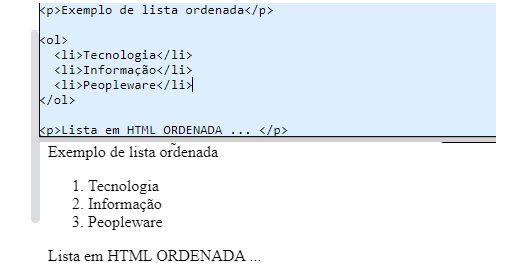 <p>Exemplo de lista ordenada</p>
<ol>
<li>Tecnologia</li>
<li>Informação</li>
<li>Peopleware</li>
</ol>
<p>Lista em HTML ORDENADA ... </p>
Exemplo de lista ordenada
1. Tecnologia
2. Informação
3. Peopleware
Lista em HTML ORDENADA ...